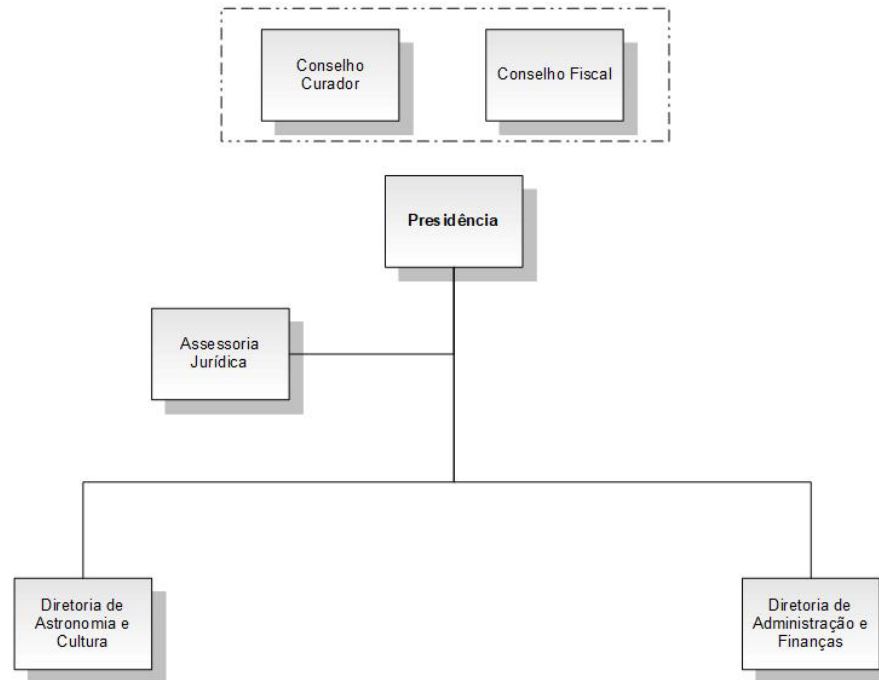 Conselho
Curador
Conselho Fiscal
Presidência
Assessoria
Jurídica
Diretoria de
Astronomia e
Cultura
Diretoria de
Administração e
Finanças